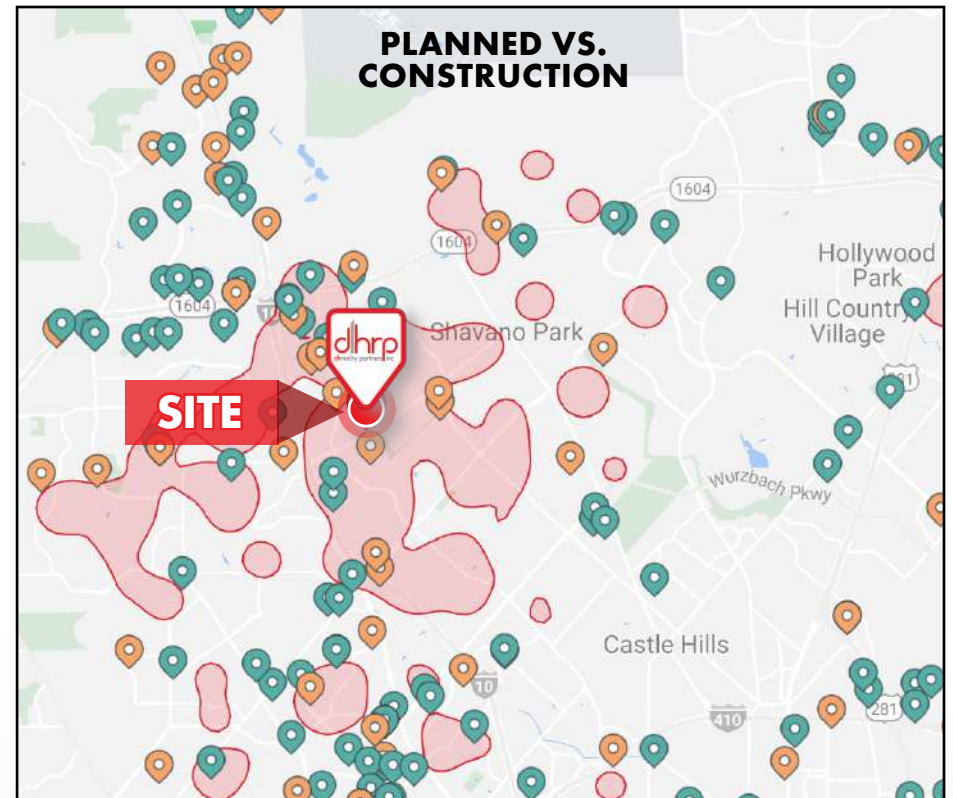 PLANNED VS.
CONSTRUCTION
1604
1604
Hollywood
Park
1604
Hill Country
Village
Shavano Park
dhrp
281
SITE
Wurzbach Pkwy
Castle Hills
10
410
281